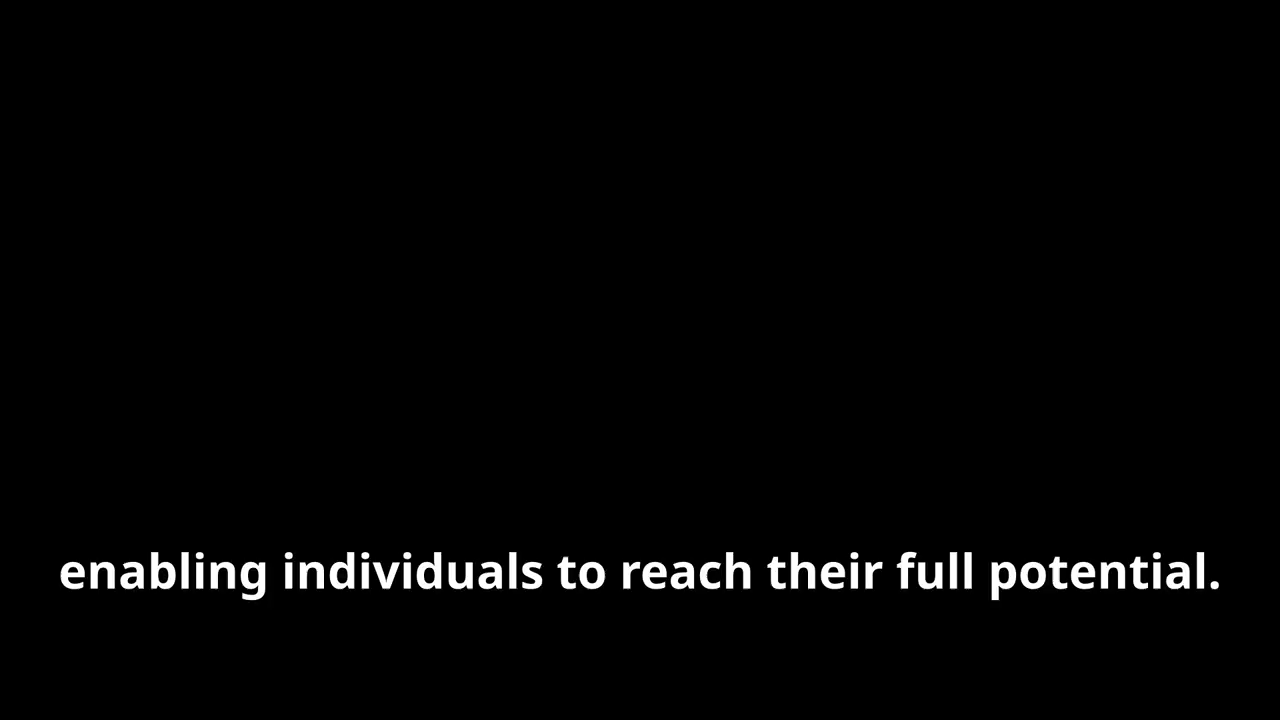 enabling individuals to reach their full potential.